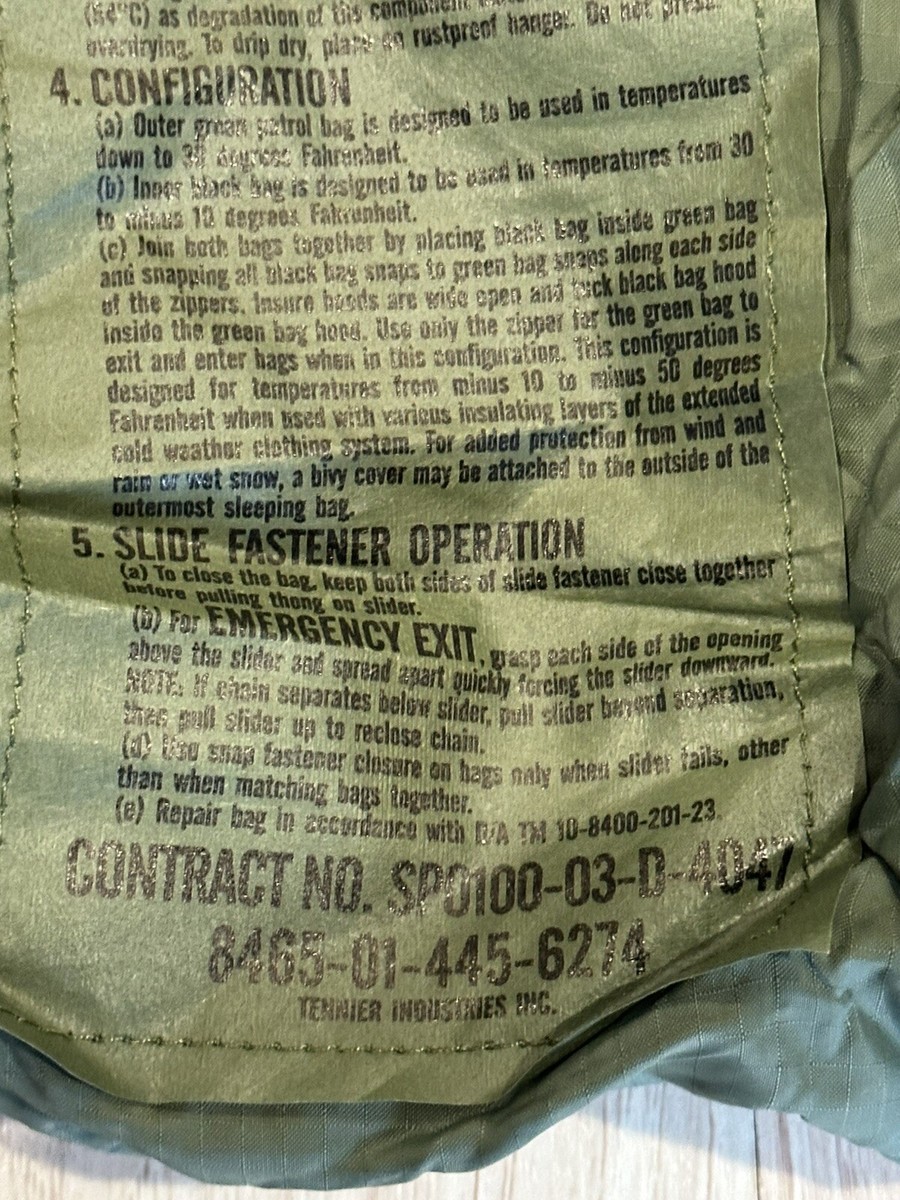 (54°C) as degradation of the component
overdrying. To drip dry, place on rustproof hanger. Do not press.
4. CONFIGURATION
(a) Outer green patrol bag is designed to be used in temperatures
down to 30 degrees Fahrenheit.
(b) Inner black bag is designed to be used in temperatures from 30
to minus 10 degrees Fahrenheit.
(c) Join both bags together by placing black bag inside green bag
and snapping all black bag snaps to green bag snaps along each side
of the zippers. Insure hoods are wide open and tuck black bag hood
inside the green bag hood. Use only the zipper for the green bag to
exit and enter bags when in this configuration. This configuration is
designed for temperatures from minus 10 to minus 50 degrees
Fahrenheit when used with various insulating layers of the extended
cold weather clothing system. For added protection from wind and
rain or wet snow, a bivy cover may be attached to the outside of the
outermost sleeping bag.
5. SLIDE FASTENER OPERATION
(a) To close the bag, keep both sides of slide fastener close together
before pulling thong on slider.
(b) For EMERGENCY EXIT, grasp each side of the opening
above the slider and spread apart quickly forcing the slider downward.
NOTE: If chain separates below slider, pull slider beyond separation,
then pull slider up to reclose chain.
(d) Use snap fastener closure on bags only when slider fails, other
than when matching bags together.
(e) Repair bag in accordance with D/A TM 10-8400-201-23.
CONTRACT NO. SP0100-03-D-4047
8465-01-445-6274
TENNIER INDUSTRIES INC.